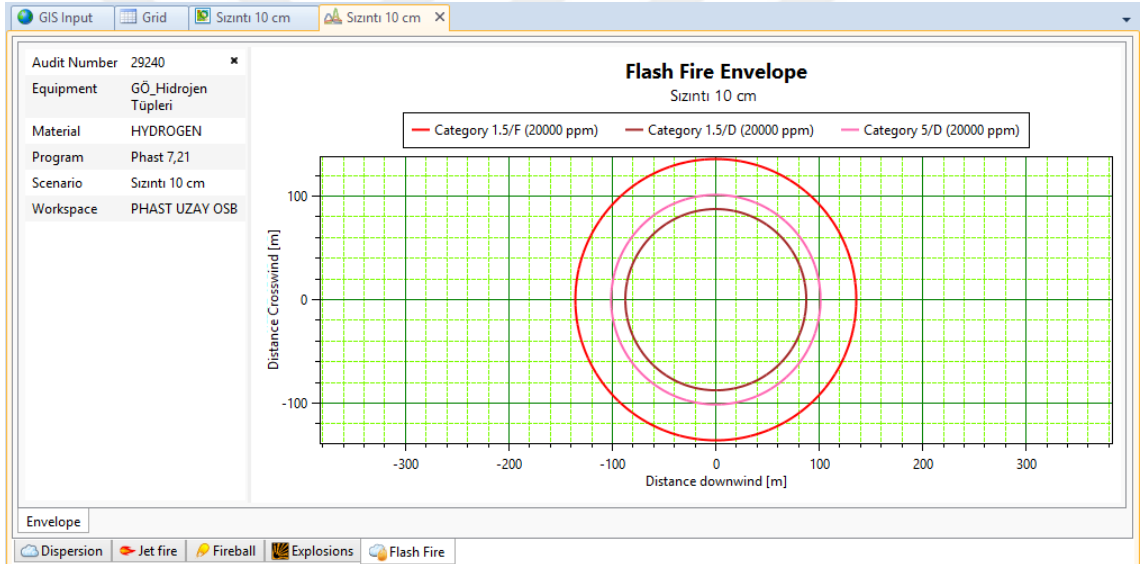 GIS Input Grid Sızıntı 10 cm Sızıntı 10 cm
Audit Number 29240
Equipment GÖ_Hidrojen
Tüpleri
Material HYDROGEN
Program Phast 7,21
Scenario Sızıntı 10 cm
Workspace PHAST UZAY OSB
Flash Fire Envelope
Sızıntı 10 cm
Category 1.5/F (20000 ppm) Category 1.5/D (20000 ppm) Category 5/D (20000 ppm)
Distance Crosswind [m]
100
0
-100
-300 -200 -100 0 100 200 300
Distance downwind [m]
Envelope
Dispersion Jet fire Fireball Explosions Flash Fire